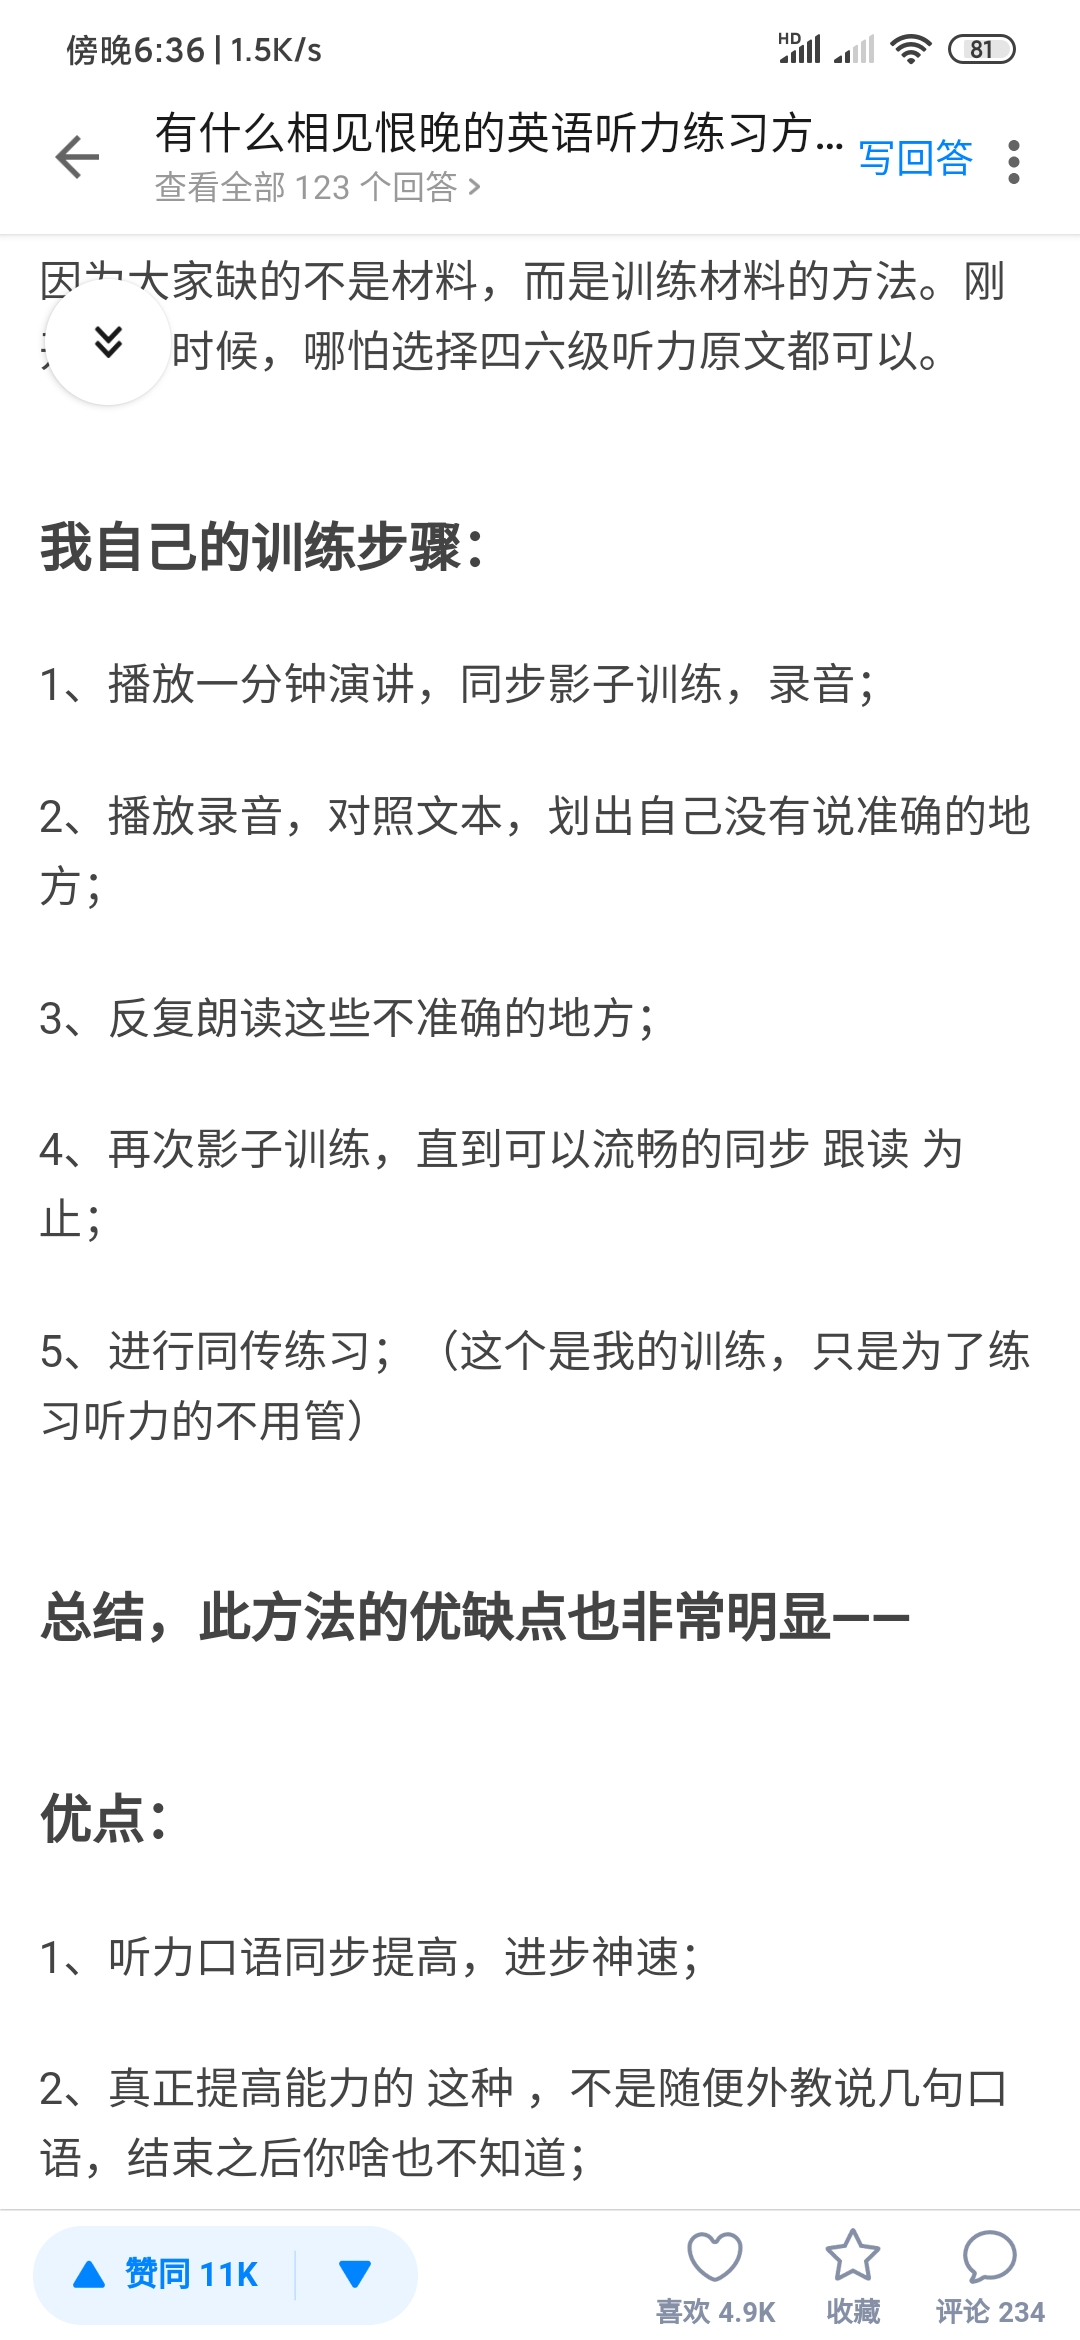 傍晚6:36 | 1.5K/s
HD
81
有什么相见恨晚的英语听力练习方...
写回答
查看全部 123 个回答 >
因为大家缺的不是材料，而是训练材料的方法。刚
时候，哪怕选择四六级听力原文都可以。
我自己的训练步骤：
1、播放一分钟演讲，同步影子训练，录音；
2、播放录音，对照文本，划出自己没有说准确的地
方；
3、反复朗读这些不准确的地方；
4、再次影子训练，直到可以流畅的同步 跟读 为
止；
5、进行同传练习；（这个是我的训练，只是为了练
习听力的不用管）
总结，此方法的优缺点也非常明显——
优点：
1、听力口语同步提高，进步神速；
2、真正提高能力的 这种 ，不是随便外教说几句口
语，结束之后你啥也不知道；
赞同 11K
喜欢 4.9K
收藏
评论 234